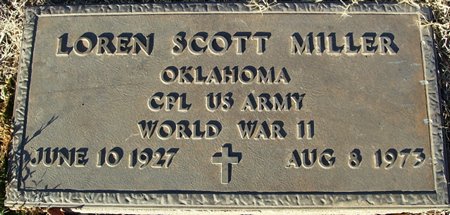 LOREN SCOTT MILLER
OKLAHOMA
CPL US ARMY
WORLD WAR II
JUNE 10 1927 AUG 8 1973